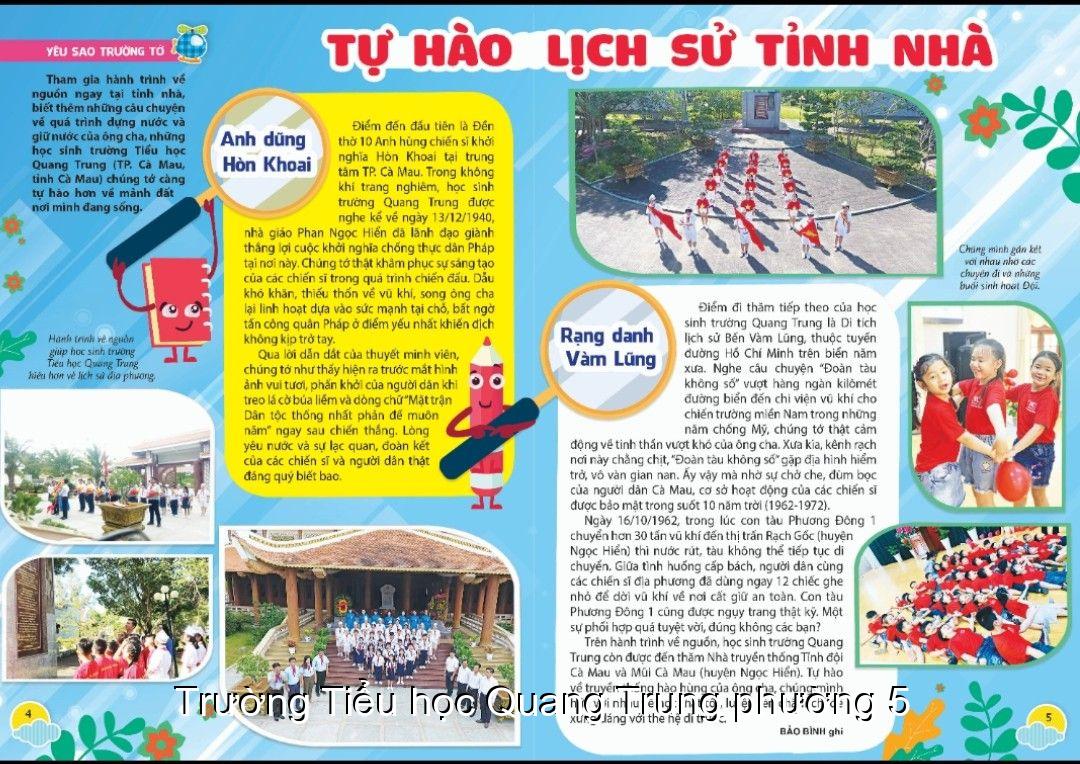 YÊU SAO TRƯỜNG TỚ
TỰ HÀO LỊCH SỬ TỈNH NHÀ
Tham gia hành trình về
nguồn ngay tại tỉnh nhà,
biết thêm những câu chuyện
về quá trình dựng nước và
giữ nước của ông cha, những
học sinh trường Tiểu học
Quang Trung (TP. Cà Mau,
tỉnh Cà Mau) chúng tớ càng
tự hào hơn về mảnh đất
nơi mình đang sống.
Anh dũng
Hòn Khoai
Điểm đến đầu tiên là Đền
thờ 10 Anh hùng chiến sĩ khởi
nghĩa Hòn Khoai tại trung
tâm TP. Cà Mau. Trong không
khí trang nghiêm, học sinh
trường Quang Trung được
nghe kể về ngày 13/12/1940,
nhà giáo Phan Ngọc Hiển đã lãnh đạo giành
thắng lợi cuộc khởi nghĩa chống thực dân Pháp
tại nơi này. Chúng tớ thật khâm phục sự sáng tạo
của các chiến sĩ trong quá trình chiến đấu. Dẫu
khó khăn, thiếu thốn về vũ khí, song ông cha
lại linh hoạt dựa vào sức mạnh tại chỗ, bất ngờ
tấn công quân Pháp ở điểm yếu nhất khiến địch
không kịp trở tay.
Qua lời dẫn dắt của thuyết minh viên,
chúng tớ như thấy hiện ra trước mắt hình
ảnh vui tươi, phấn khởi của người dân khi
treo lá cờ búa liềm và dòng chữ “Mặt trận
Dân tộc thống nhất phản đế muôn
năm” ngay sau chiến thắng. Lòng
yêu nước và sự lạc quan, đoàn kết
của các chiến sĩ và người dân thật
đáng quý biết bao.
Hành trình về nguồn
giúp học sinh trường
Tiểu học Quang Trung
hiểu hơn về lịch sử địa phương.
Chúng mình gắn kết
với nhau nhờ các
chuyến đi và những
buổi sinh hoạt Đội.
Rạng danh
Vàm Lũng
Điểm đi thăm tiếp theo của học
sinh trường Quang Trung là Di tích
lịch sử Bến Vàm Lũng, thuộc tuyến
đường Hồ Chí Minh trên biển năm
xưa. Nghe câu chuyện “Đoàn tàu
không số” vượt hàng ngàn kilômét
đường biển đến chi viện vũ khí cho
chiến trường miền Nam trong những
năm chống Mỹ, chúng tớ thật cảm
động về tinh thần vượt khó của ông cha. Xưa kia, kênh rạch
nơi này chằng chịt, “Đoàn tàu không số” gặp địa hình hiểm
trở, vô vàn gian nan. Ấy vậy mà nhờ sự chở che, đùm bọc
của người dân Cà Mau, cơ sở hoạt động của các chiến sĩ
được bảo mật trong suốt 10 năm trời (1962-1972).
Ngày 16/10/1962, trong lúc con tàu Phương Đông 1
chuyển hơn 30 tấn vũ khí đến thị trấn Rạch Gốc (huyện
Ngọc Hiển) thì nước rút, tàu không thể tiếp tục di
chuyển. Giữa tình huống cấp bách, người dân cùng
các chiến sĩ địa phương đã dùng ngay 12 chiếc ghe
nhỏ để dời vũ khí về nơi cất giữ an toàn. Con tàu
Phương Đông 1 cũng được ngụy trang thật kỹ. Một
sự phối hợp quá tuyệt vời, đúng không các bạn?
Trên hành trình về nguồn, học sinh trường Quang
Trung còn được đến thăm Nhà truyền thống Tỉnh đội
Cà Mau và Mũi Cà Mau (huyện Ngọc Hiển). Tự hào
về truyền thống hào hùng của ông cha, chúng mình
xứng đáng với thế hệ đi trước.
BẢO BÌNH ghi
Trường Tiểu học Quang Trung phường 5
4
5